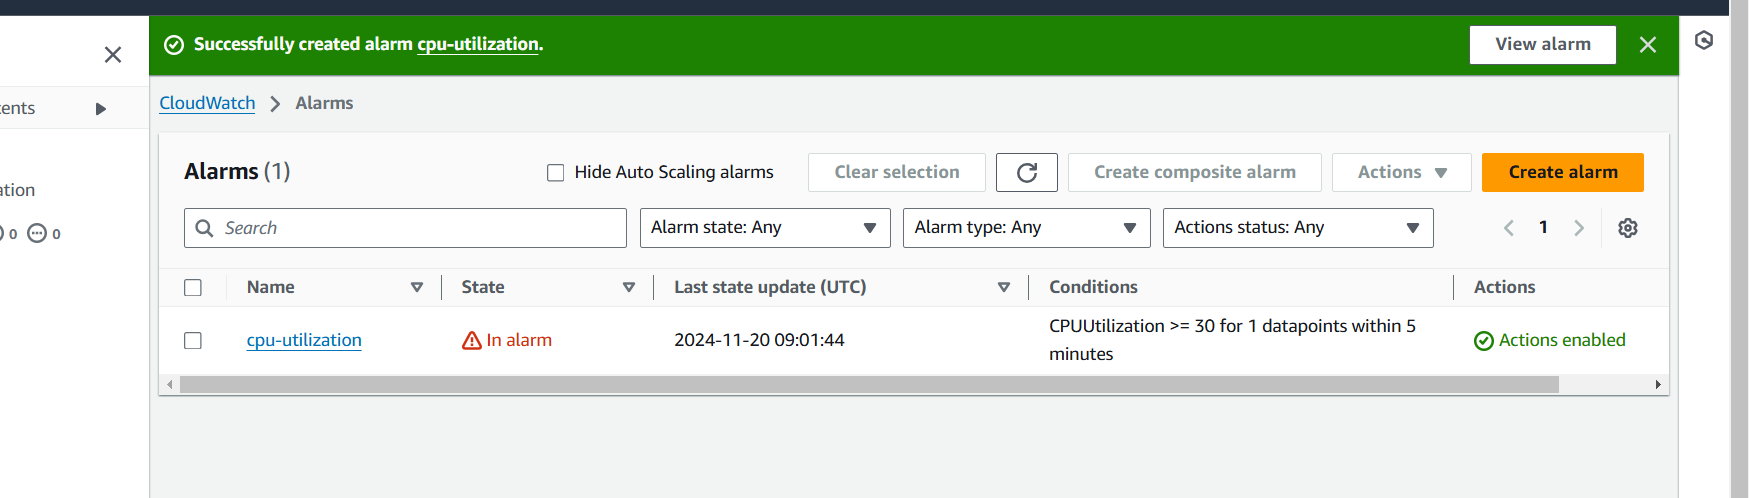 Successfully created alarm cpu-utilization.
View alarm
CloudWatch
Alarms
Alarms (1)
Hide Auto Scaling alarms
Clear selection
Create composite alarm
Actions
Create alarm
Search
Alarm state: Any
Alarm type: Any
Actions status: Any
1
Name
State
Last state update (UTC)
Conditions
Actions
cpu-utilization
In alarm
2024-11-20 09:01:44
CPUUtilization >= 30 for 1 datapoints within 5
minutes
Actions enabled
0
0